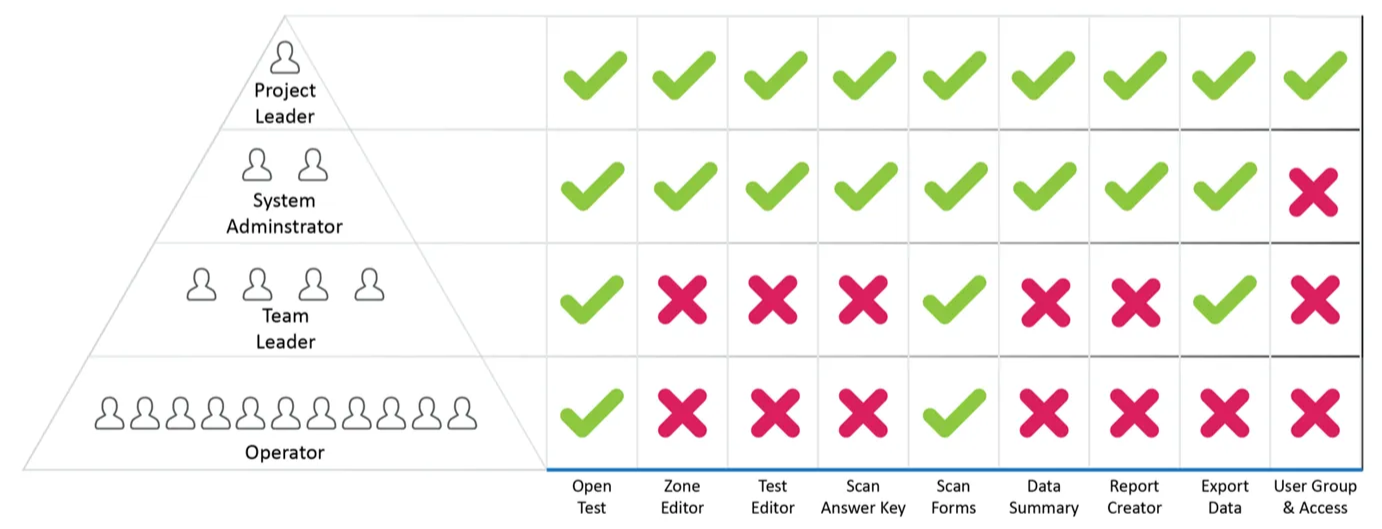 Project
Leader
System
Adminstrator
Team
Leader
Operator
Open
Test
Zone
Editor
Test
Editor
Scan
Answer Key
Scan
Forms
Data
Summary
Report
Creator
Export
Data
User Group
& Access